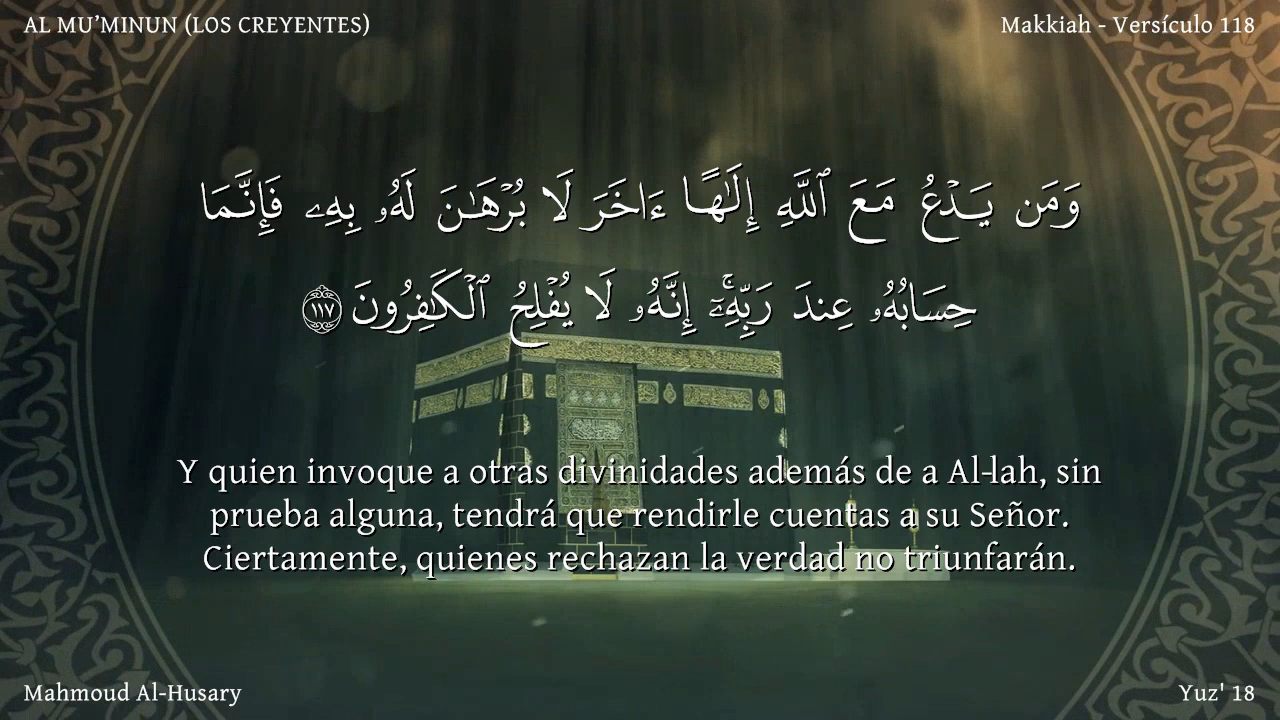 AL MU’MINUN (LOS CREYENTES)
Makkiah - Versículo 118
وَمَن يَدۡعُ مَعَ ٱللَّهِ إِلَٰهًا ءَاخَرَ لَا بُرۡهَٰنَ لَهُۥ بِهِۦ فَإِنَّمَا
حِسَابُهُۥ عِندَ رَبِّهِۦٓۚ إِنَّهُۥ لَا يُفۡلِحُ ٱلۡكَٰفِرُونَ ١١٧
Y quien invoque a otras divinidades además de a Al-lah, sin
prueba alguna, tendrá que rendirle cuentas a su Señor.
Ciertamente, quienes rechazan la verdad no triunfarán.
Mahmoud Al-Husary
Yuz' 18